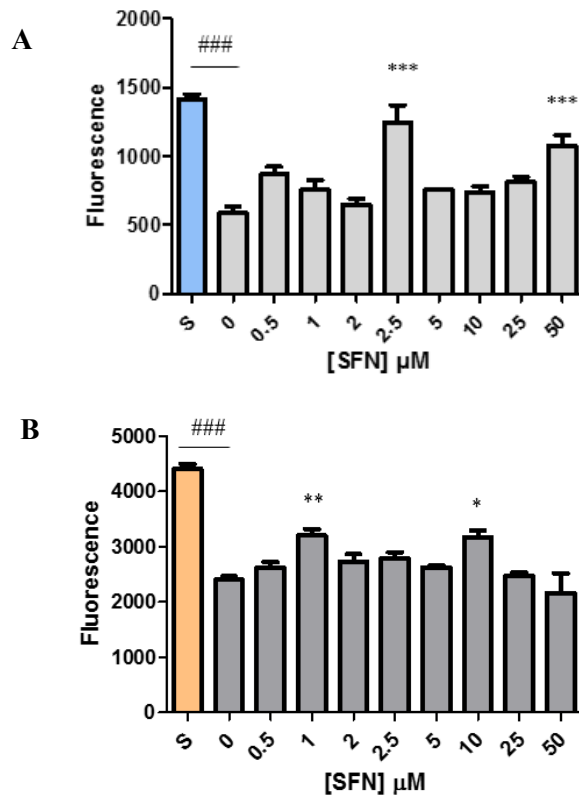 A
2000
1500
1000
500
0
Fluorescence
###
***
***
S 0 0·5 1 2 2·5 5 10 25 50
[SFN] µM
B
5000
4000
3000
2000
1000
0
Fluorescence
###
**
*
S 0 0.5 1 2 2.5 5 10 25 50
[SFN] µM